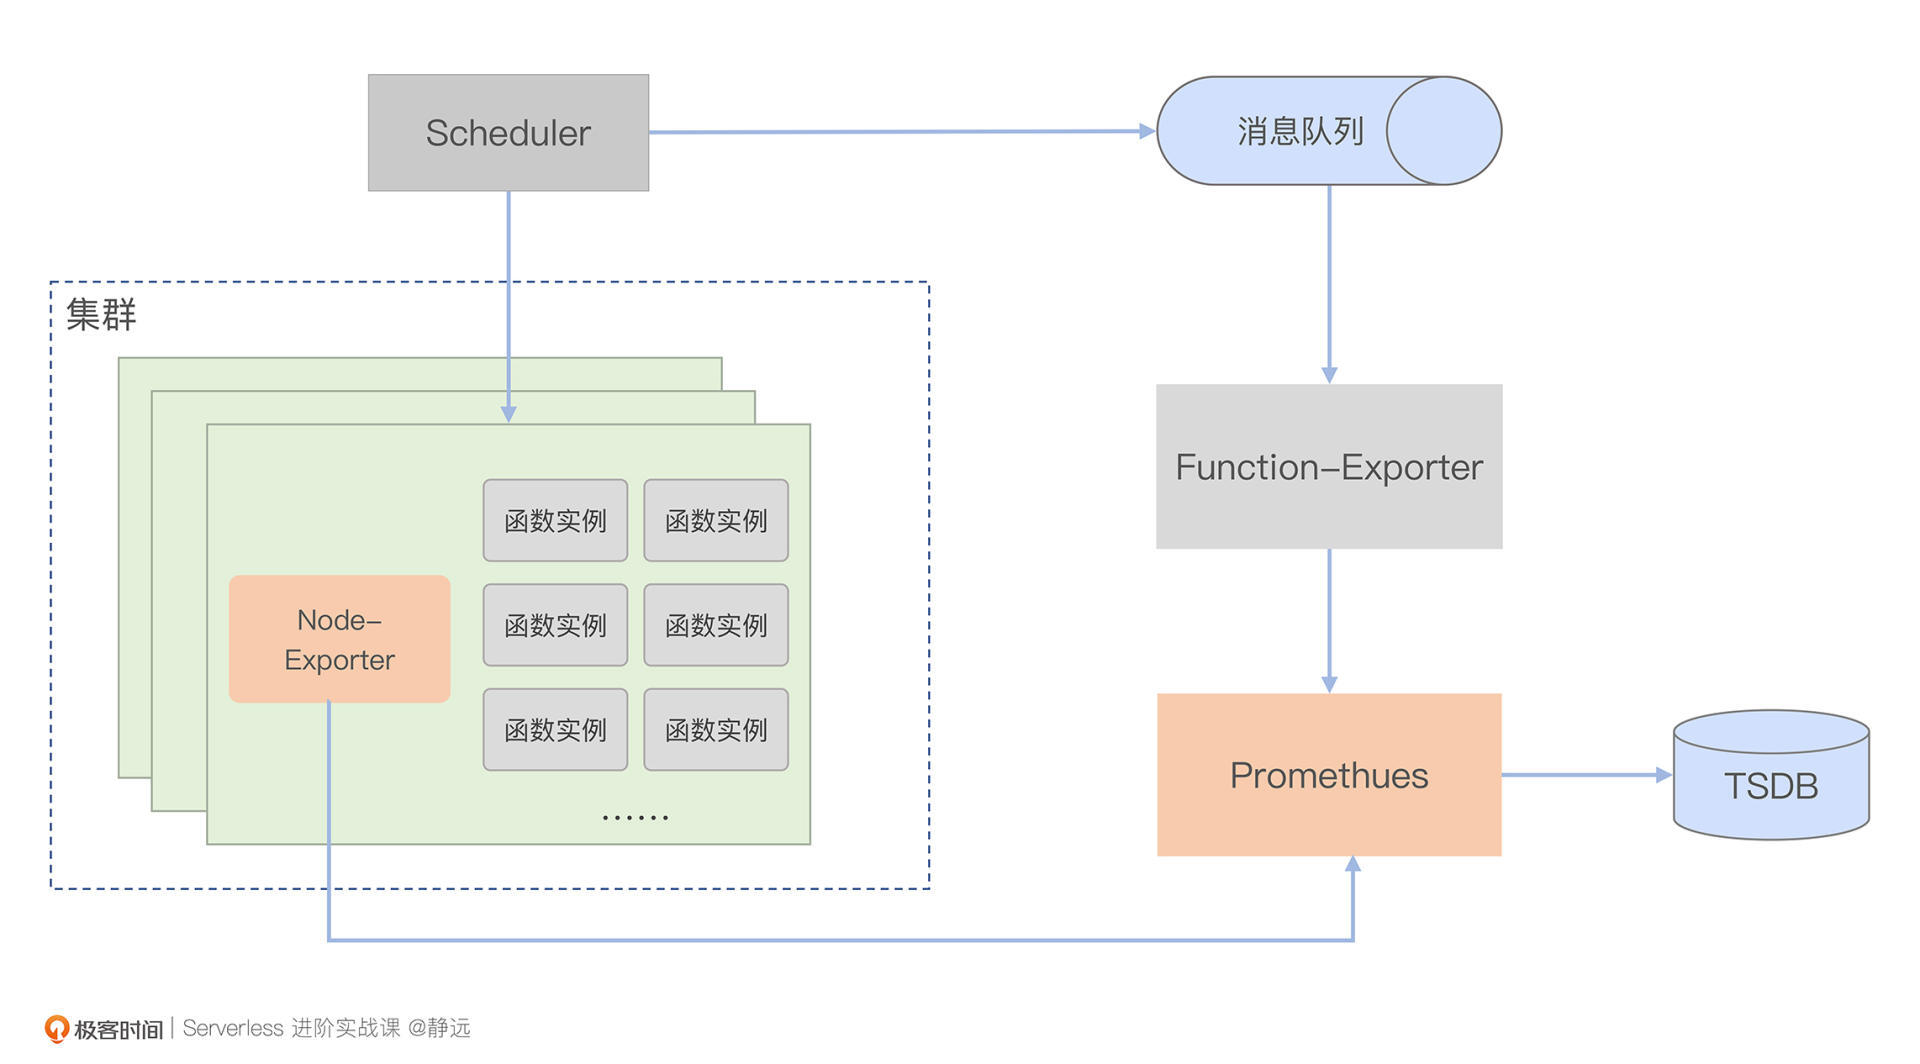 Scheduler
消息队列
集群
函数实例
函数实例
Function-Exporter
Node-
Exporter
函数实例
函数实例
函数实例
函数实例
......
Promethues
TSDB
极客时间 | Serverless 进阶实战课 @静远